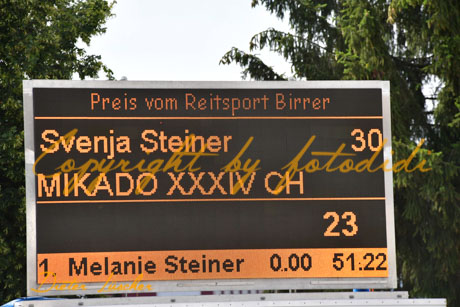 Preis vom Reitsport Birrer
Svenja Steiner 30
Copyright by fotodidi
MIKADO XXXIV CH
23
1. Melanie Steiner 0.00 51.22